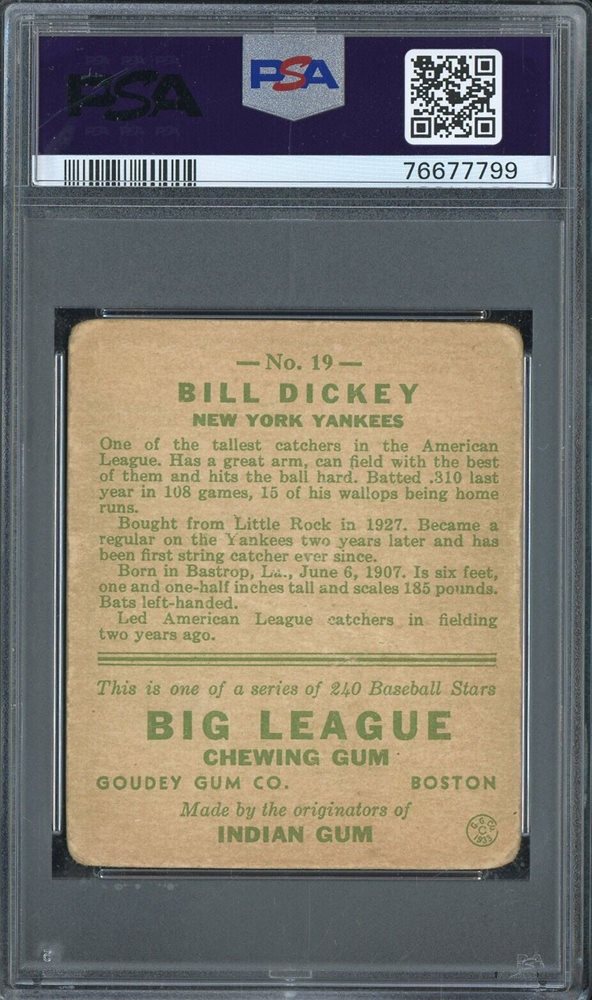 PSA
PSA
76677799
— No. 19 —
BILL DICKEY
NEW YORK YANKEES
One of the tallest catchers in the American
League. Has a great arm, can field with the best
of them and hits the ball hard. Batted .310 last
year in 108 games, 15 of his wallops being home
runs.
Bought from Little Rock in 1927. Became a
regular on the Yankees two years later and has
been first string catcher ever since.
Born in Bastrop, La., June 6, 1907. Is six feet,
one and one-half inches tall and scales 185 pounds.
Bats left-handed.
Led American League catchers in fielding
two years ago.
This is one of a series of 240 Baseball Stars
BIG LEAGUE
CHEWING GUM
GOUDEY GUM CO. BOSTON
Made by the originators of
INDIAN GUM
G.G.Co.
C
1933
PSA